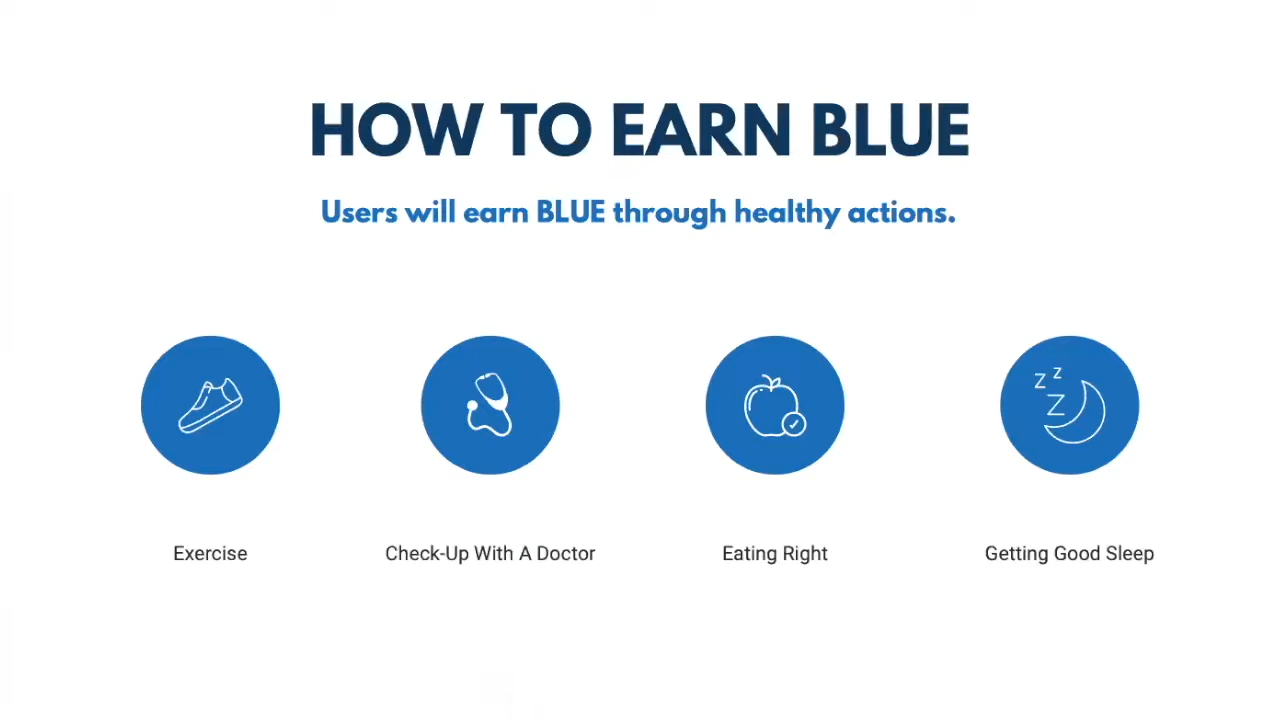 HOW TO EARN BLUE
Users will earn BLUE through healthy actions.
Z z
Z
Exercise
Check-Up With A Doctor
Eating Right
Getting Good Sleep